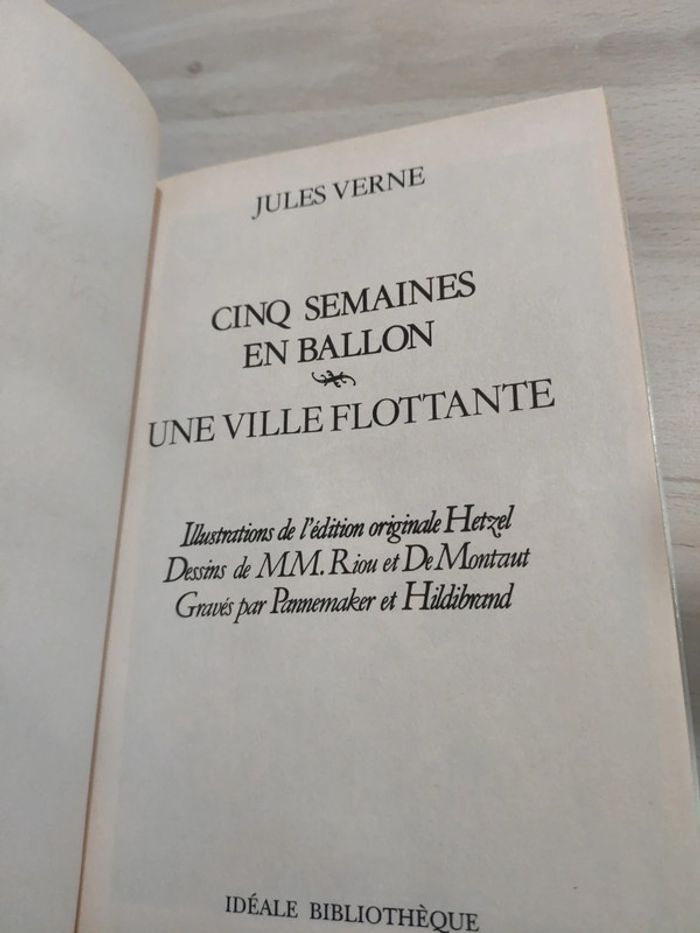 JULES VERNE
CINQ SEMAINES
EN BALLON
UNE VILLE FLOTTANTE
Illustrations de l'édition originale Hetzel
Dessins de MM. Riou et De Montaut
Gravés par Pannemaker et Hildibrand
IDÉALE BIBLIOTHÈQUE